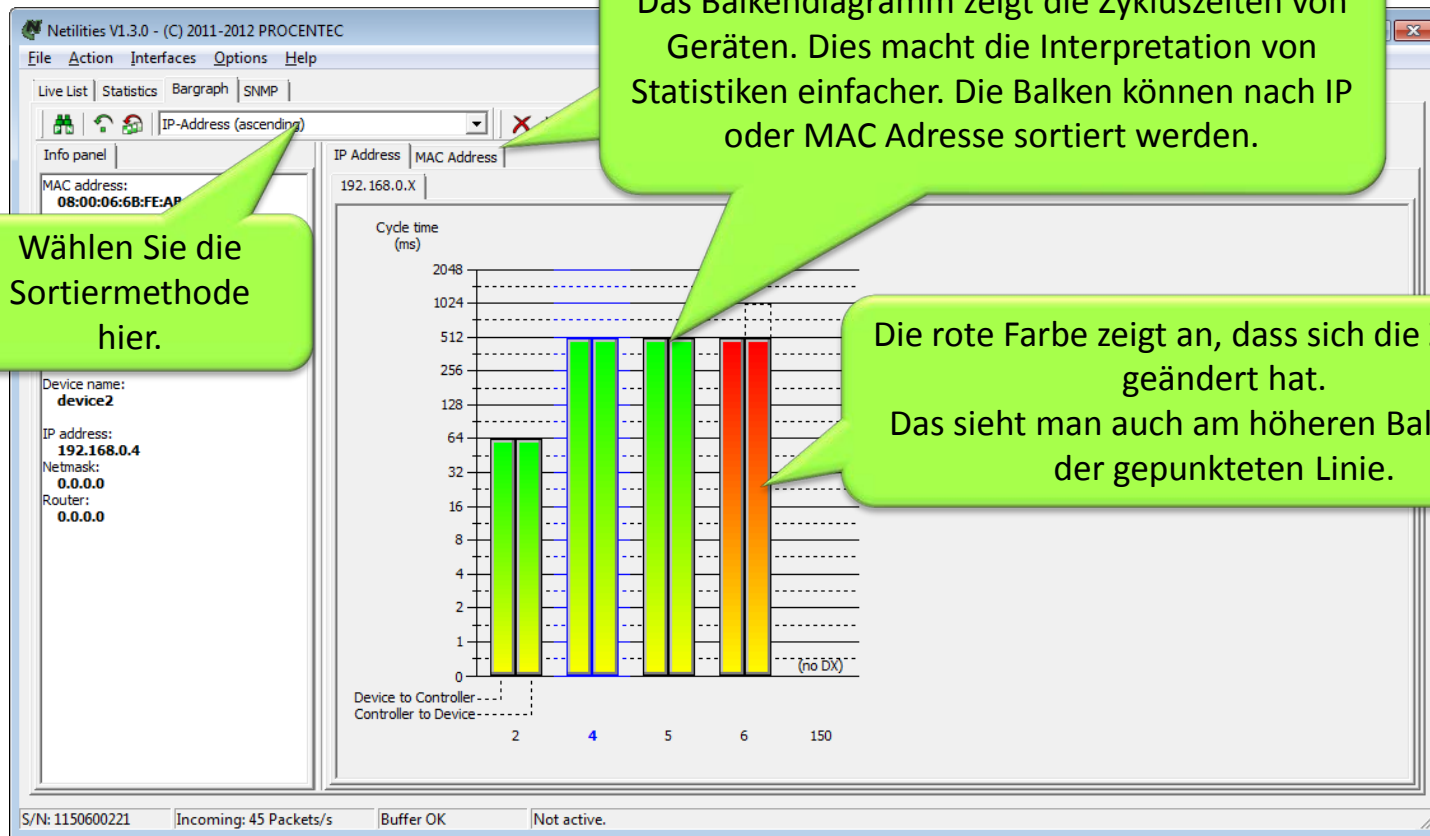 Netilities V1.3.0 - (C) 2011-2012 PROCENTEC
File Action Interfaces Options Help
Live List Statistics Bargraph SNMP
IP-Address (ascending)
Das Balkendiagramm zeigt die Zykluszeiten von
Geräten. Dies macht die Interpretation von
Statistiken einfacher. Die Balken können nach IP
oder MAC Adresse sortiert werden.
Info panel
MAC address:
08:00:06:6B:FE:AB
Wählen Sie die
Sortiermethode
hier.
Device name:
device2
IP address:
192.168.0.4
Netmask:
0.0.0.0
Router:
0.0.0.0
IP Address MAC Address
192.168.0.X
Cycle time
(ms)
2048
1024
512
256
128
64
32
16
8
4
2
1
0
(no DX)
Device to Controller
Controller to Device
2 4 5 6 150
Die rote Farbe zeigt an, dass sich die
geändert hat.
Das sieht man auch am höheren
der gepunkteten Linie.
S/N: 1150600221 Incoming: 45 Packets/s Buffer OK Not active.